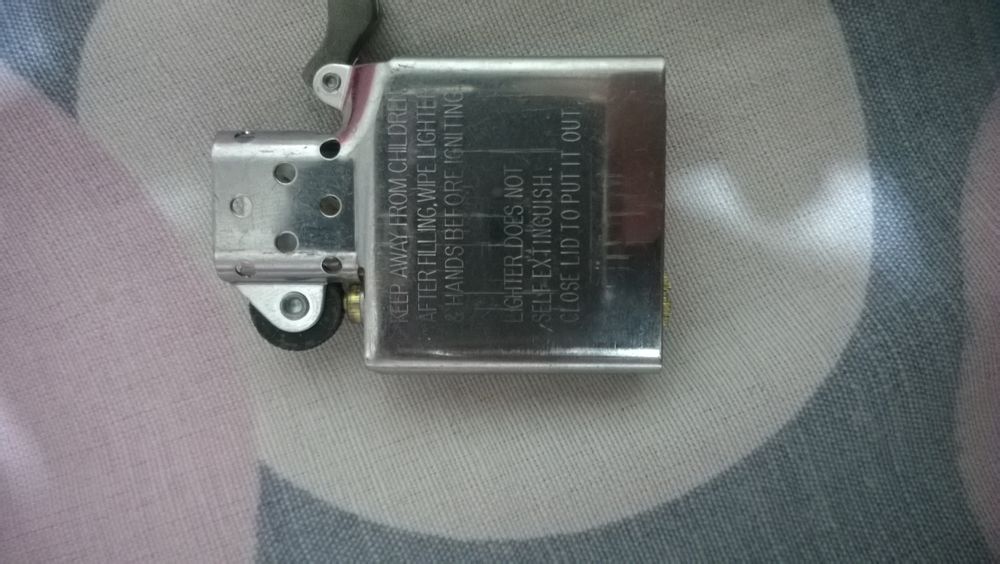 KEEP AWAY FROM CHILDREN
AFTER FILLING, WIPE LIGHTER
& HANDS BEFORE IGNITING.
LIGHTER DOES NOT
SELF EXTINGUISH.
CLOSE LID TO PUT IT OUT